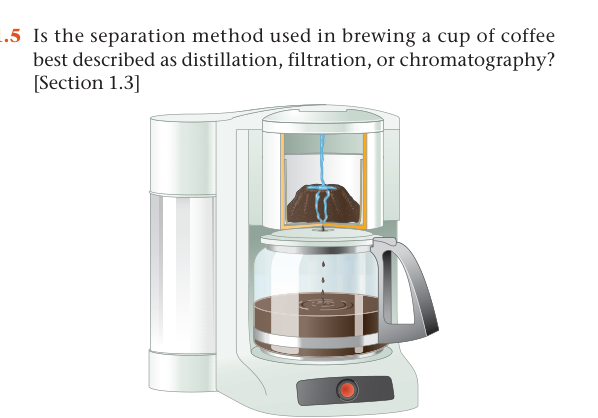 .5 Is the separation method used in brewing a cup of coffee
best described as distillation, filtration, or chromatography?
[Section 1.3]